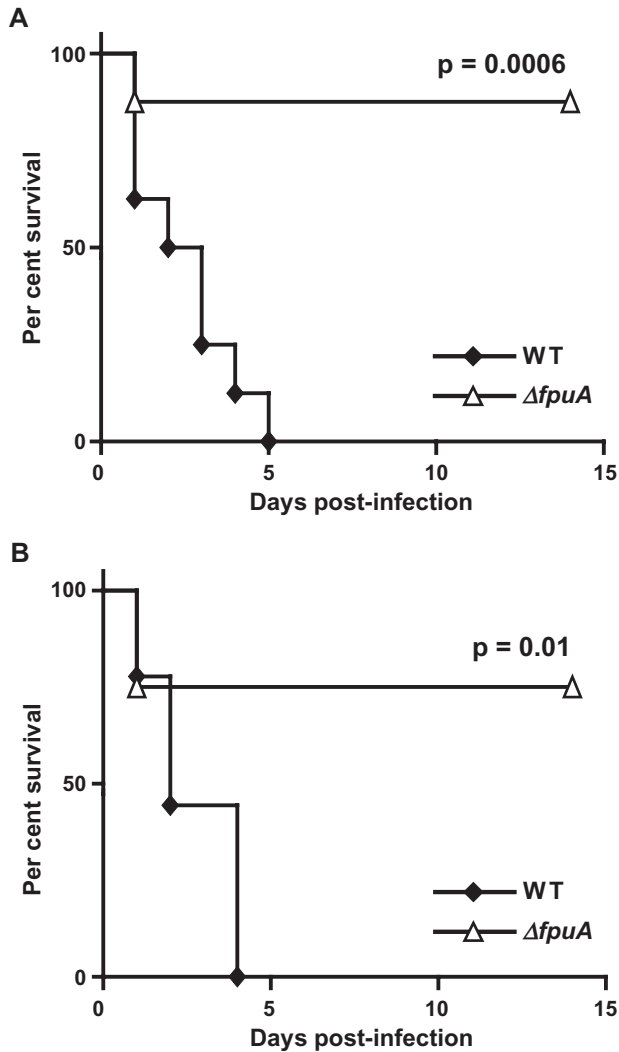 A
100
p = 0.0006
Per cent survival
50
WT
ΔfpuA
0
0 5 10 15
Days post-infection
B
100
p = 0.01
Per cent survival
50
WT
ΔfpuA
0
0 5 10 15
Days post-infection